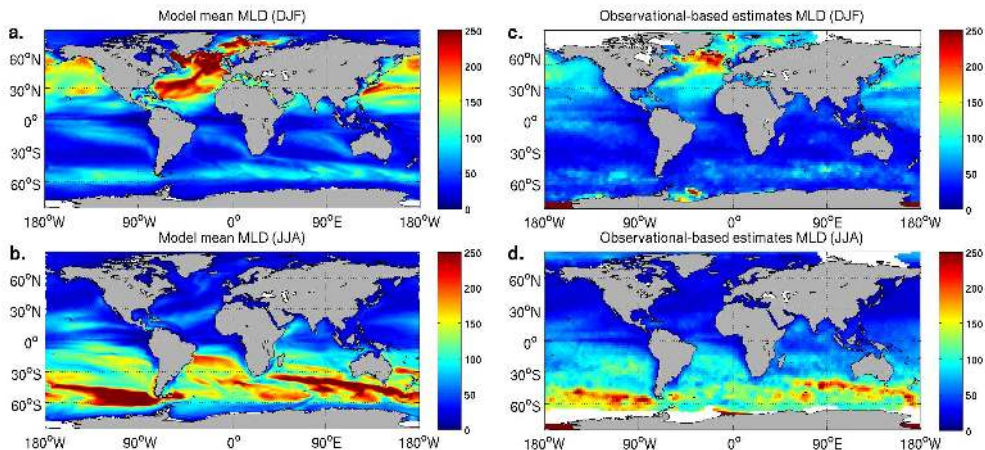 Model mean MLD (DJF)
a.
60°N
30°N
0°
30°S
60°S
180°W
90°W
0°
90°E
180°W
250
200
150
100
50
0
Observational-based estimates MLD (DJF)
c.
60°N
30°N
0°
30°S
60°S
180°W
90°W
0°
90°E
180°W
250
200
150
100
50
0
Model mean MLD (JJA)
b.
60°N
30°N
0°
30°S
60°S
180°W
90°W
0°
90°E
180°W
250
200
150
100
50
0
Observational-based estimates MLD (JJA)
d.
60°N
30°N
0°
30°S
60°S
180°W
90°W
0°
90°E
180°W
250
200
150
100
50
0